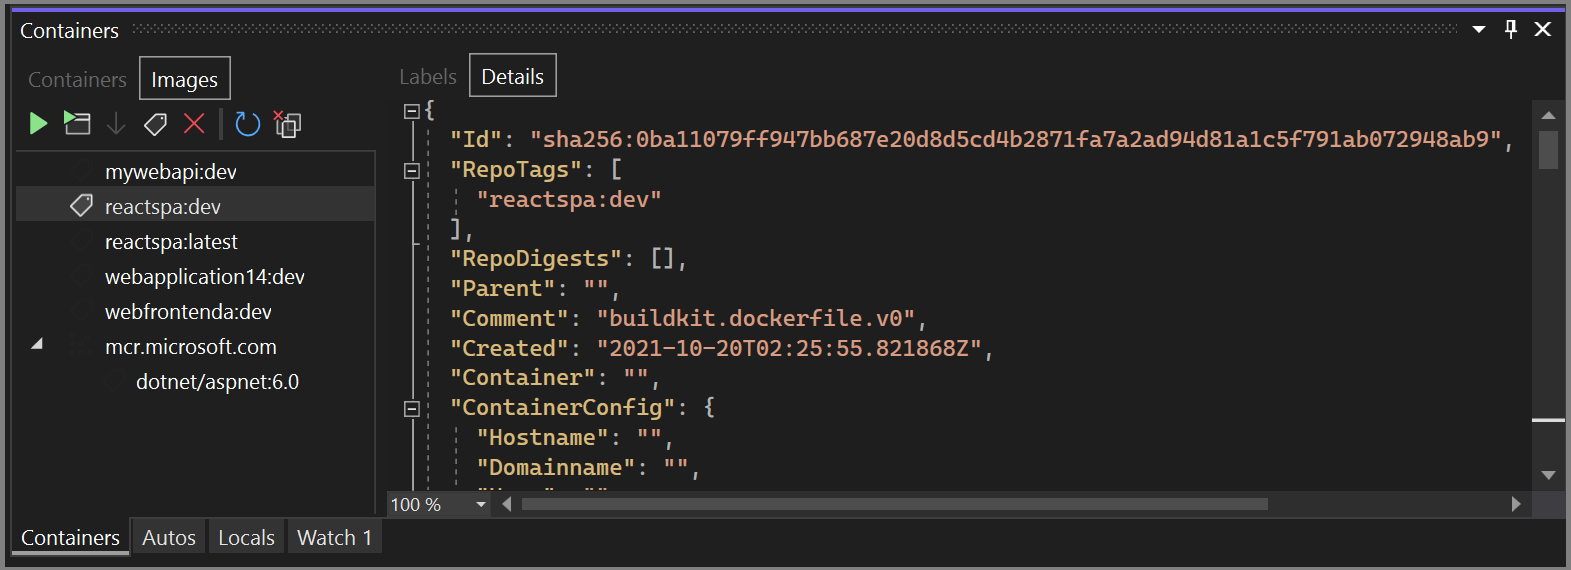 Containers
Containers Images
mywebapi:dev
reactspa:dev
reactspa:latest
webapplication14:dev
webfrontenda:dev
mcr.microsoft.com
dotnet/aspnet:6.0
Labels Details
{
"Id": "sha256:0ba11079ff947bb687e20d8d5cd4b2871fa7a2ad94d81a1c5f791ab072948ab9",
"RepoTags": [
"reactspa:dev"
],
"RepoDigests": [],
"Parent": "",
"Comment": "buildkit.dockerfile.v0",
"Created": "2021-10-20T02:25:55.821868Z",
"Container": "",
"ContainerConfig": {
"Hostname": "",
"Domainname": "",
100 %
Containers Autos Locals Watch 1